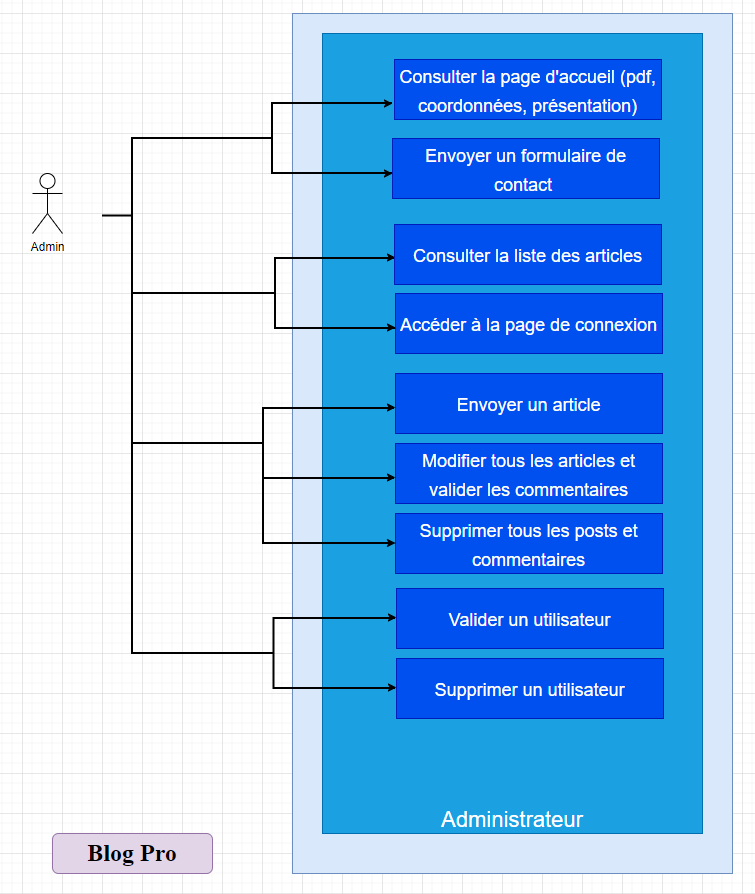 Consulter la page d'accueil (pdf,
coordonnées, présentation)
Envoyer un formulaire de
contact
Admin
Consulter la liste des articles
Accéder à la page de connexion
Envoyer un article
Modifier tous les articles et
valider les commentaires
Supprimer tous les posts et
commentaires
Valider un utilisateur
Supprimer un utilisateur
Administrateur
Blog Pro